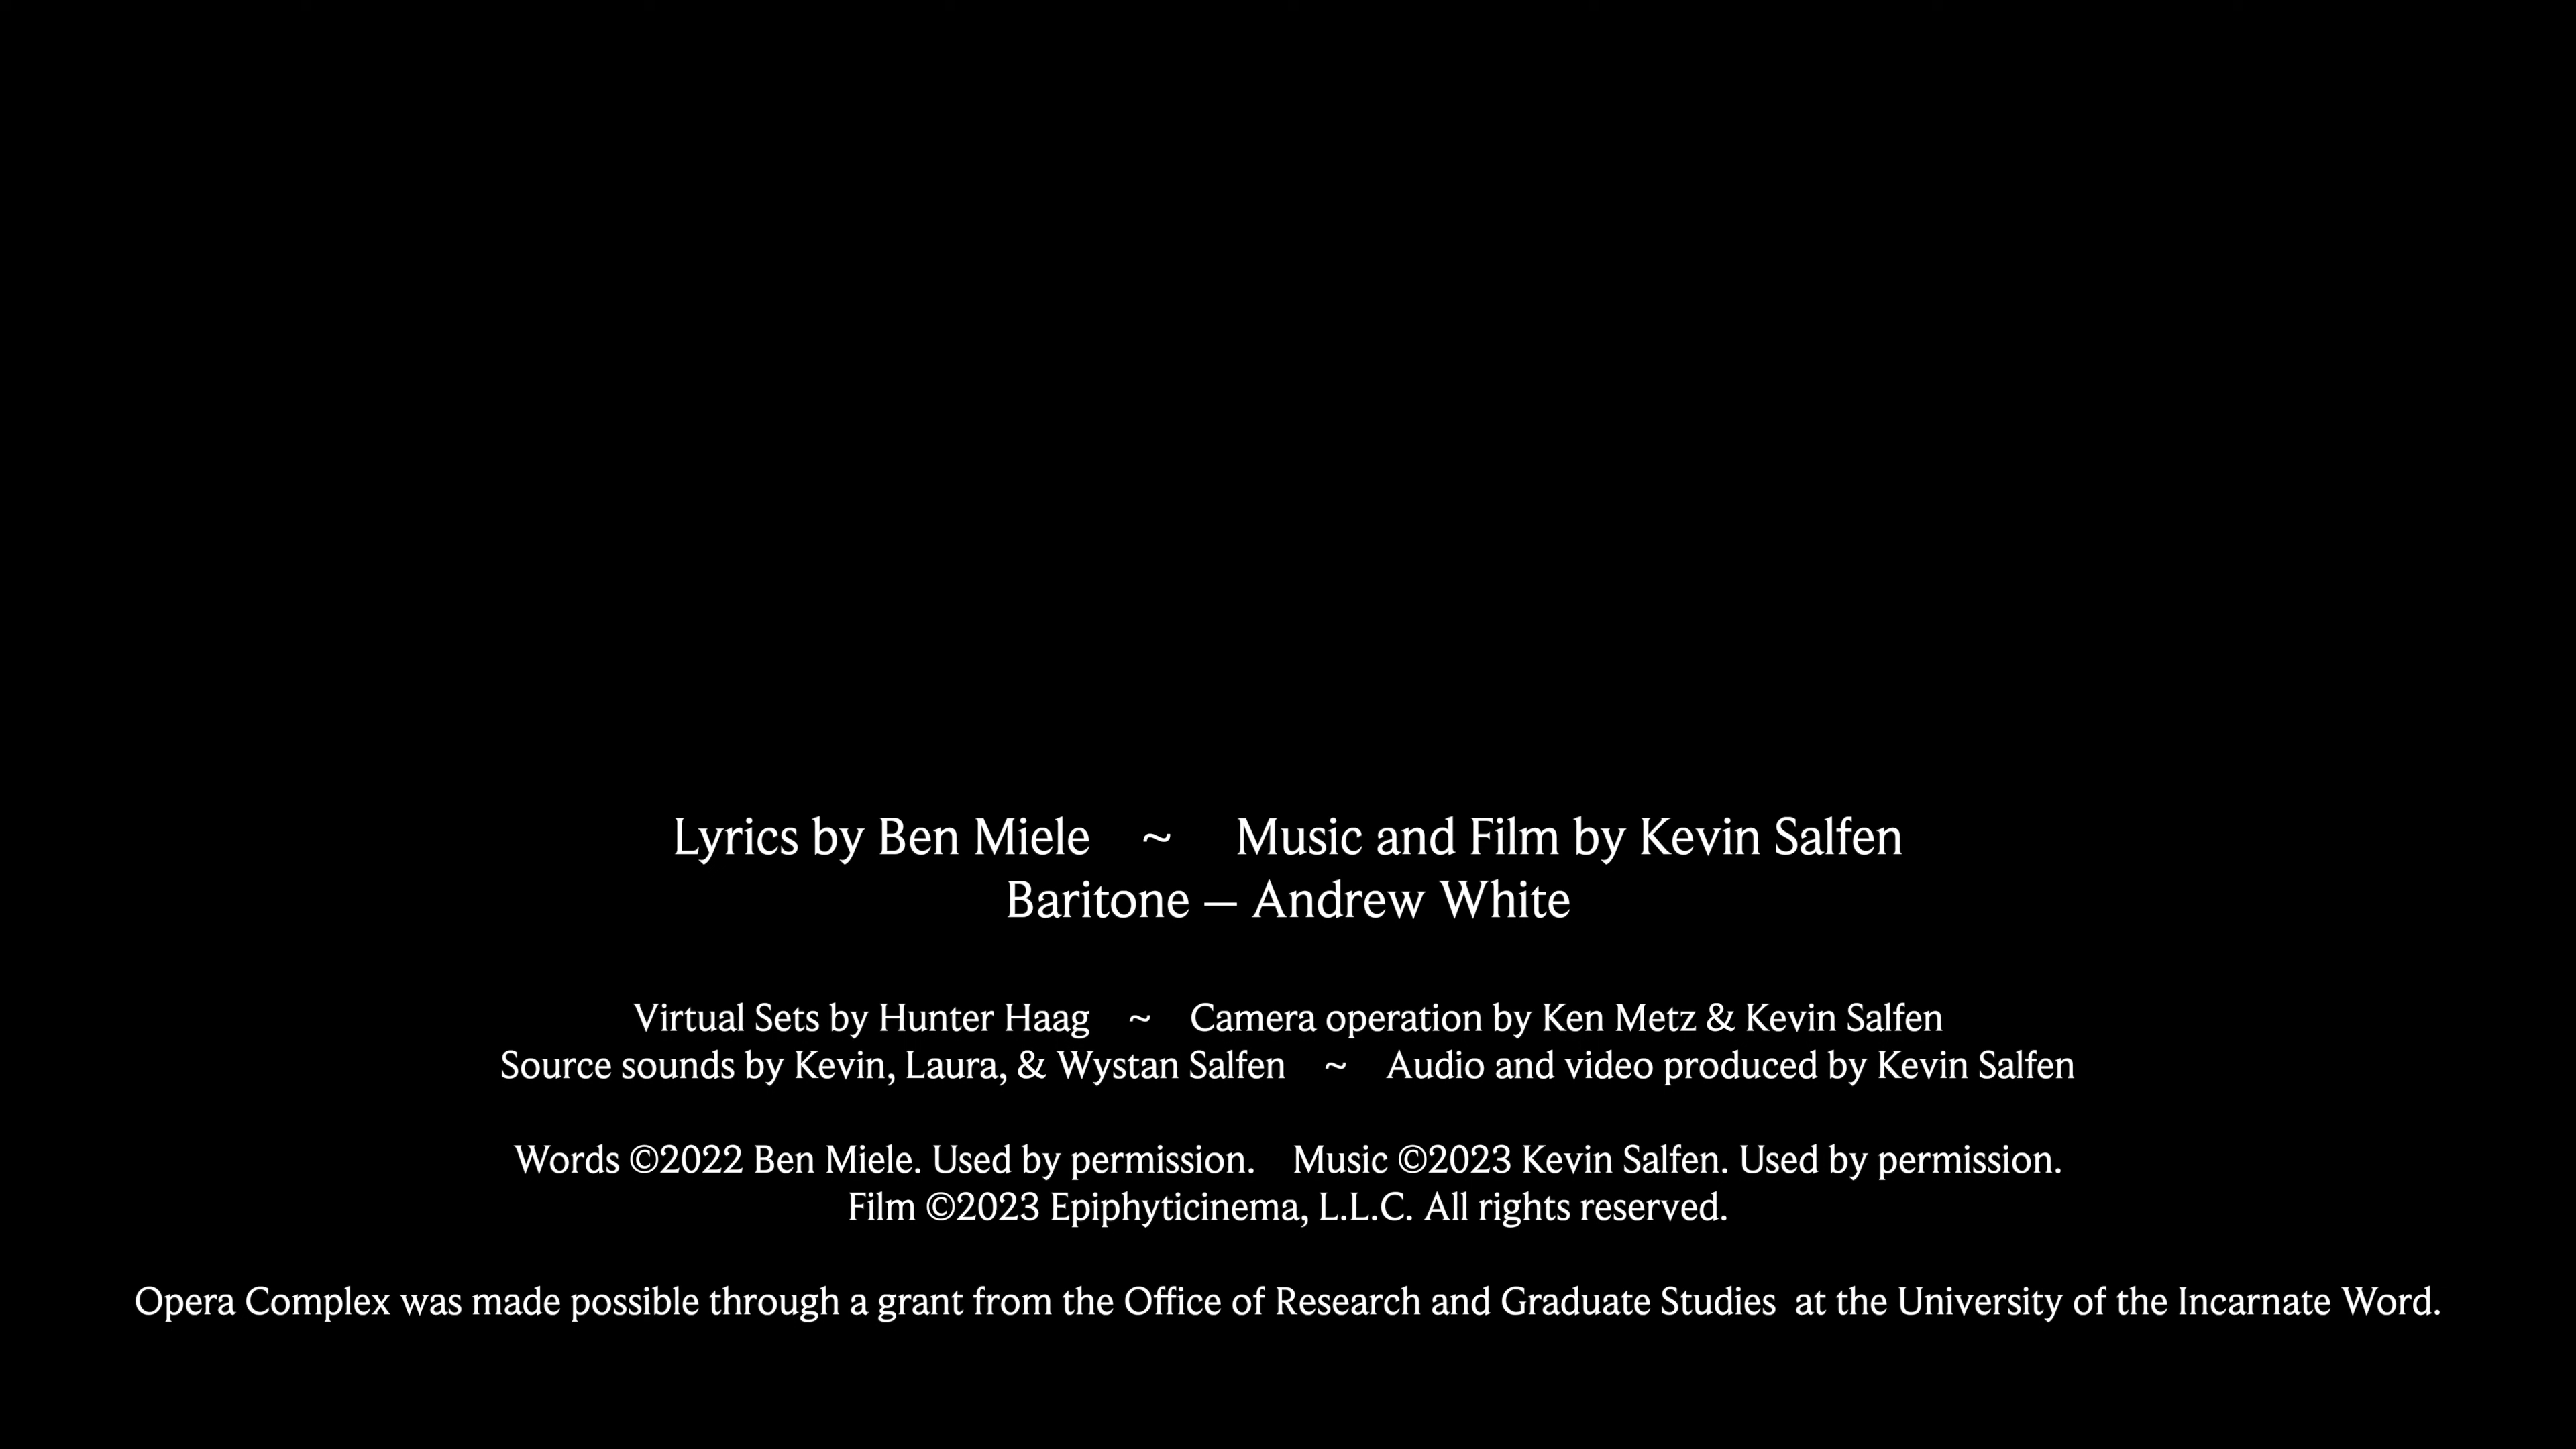 Lyrics by Ben Miele ~ Music and Film by Kevin Salfen
Baritone – Andrew White
Virtual Sets by Hunter Haag ~ Camera operation by Ken Metz & Kevin Salfen
Source sounds by Kevin, Laura, & Wystan Salfen ~ Audio and video produced by Kevin Salfen
Words ©2022 Ben Miele. Used by permission. Music ©2023 Kevin Salfen. Used by permission.
Film ©2023 Epiphyticinema, L.L.C. All rights reserved.
Opera Complex was made possible through a grant from the Office of Research and Graduate Studies at the University of the Incarnate Word.